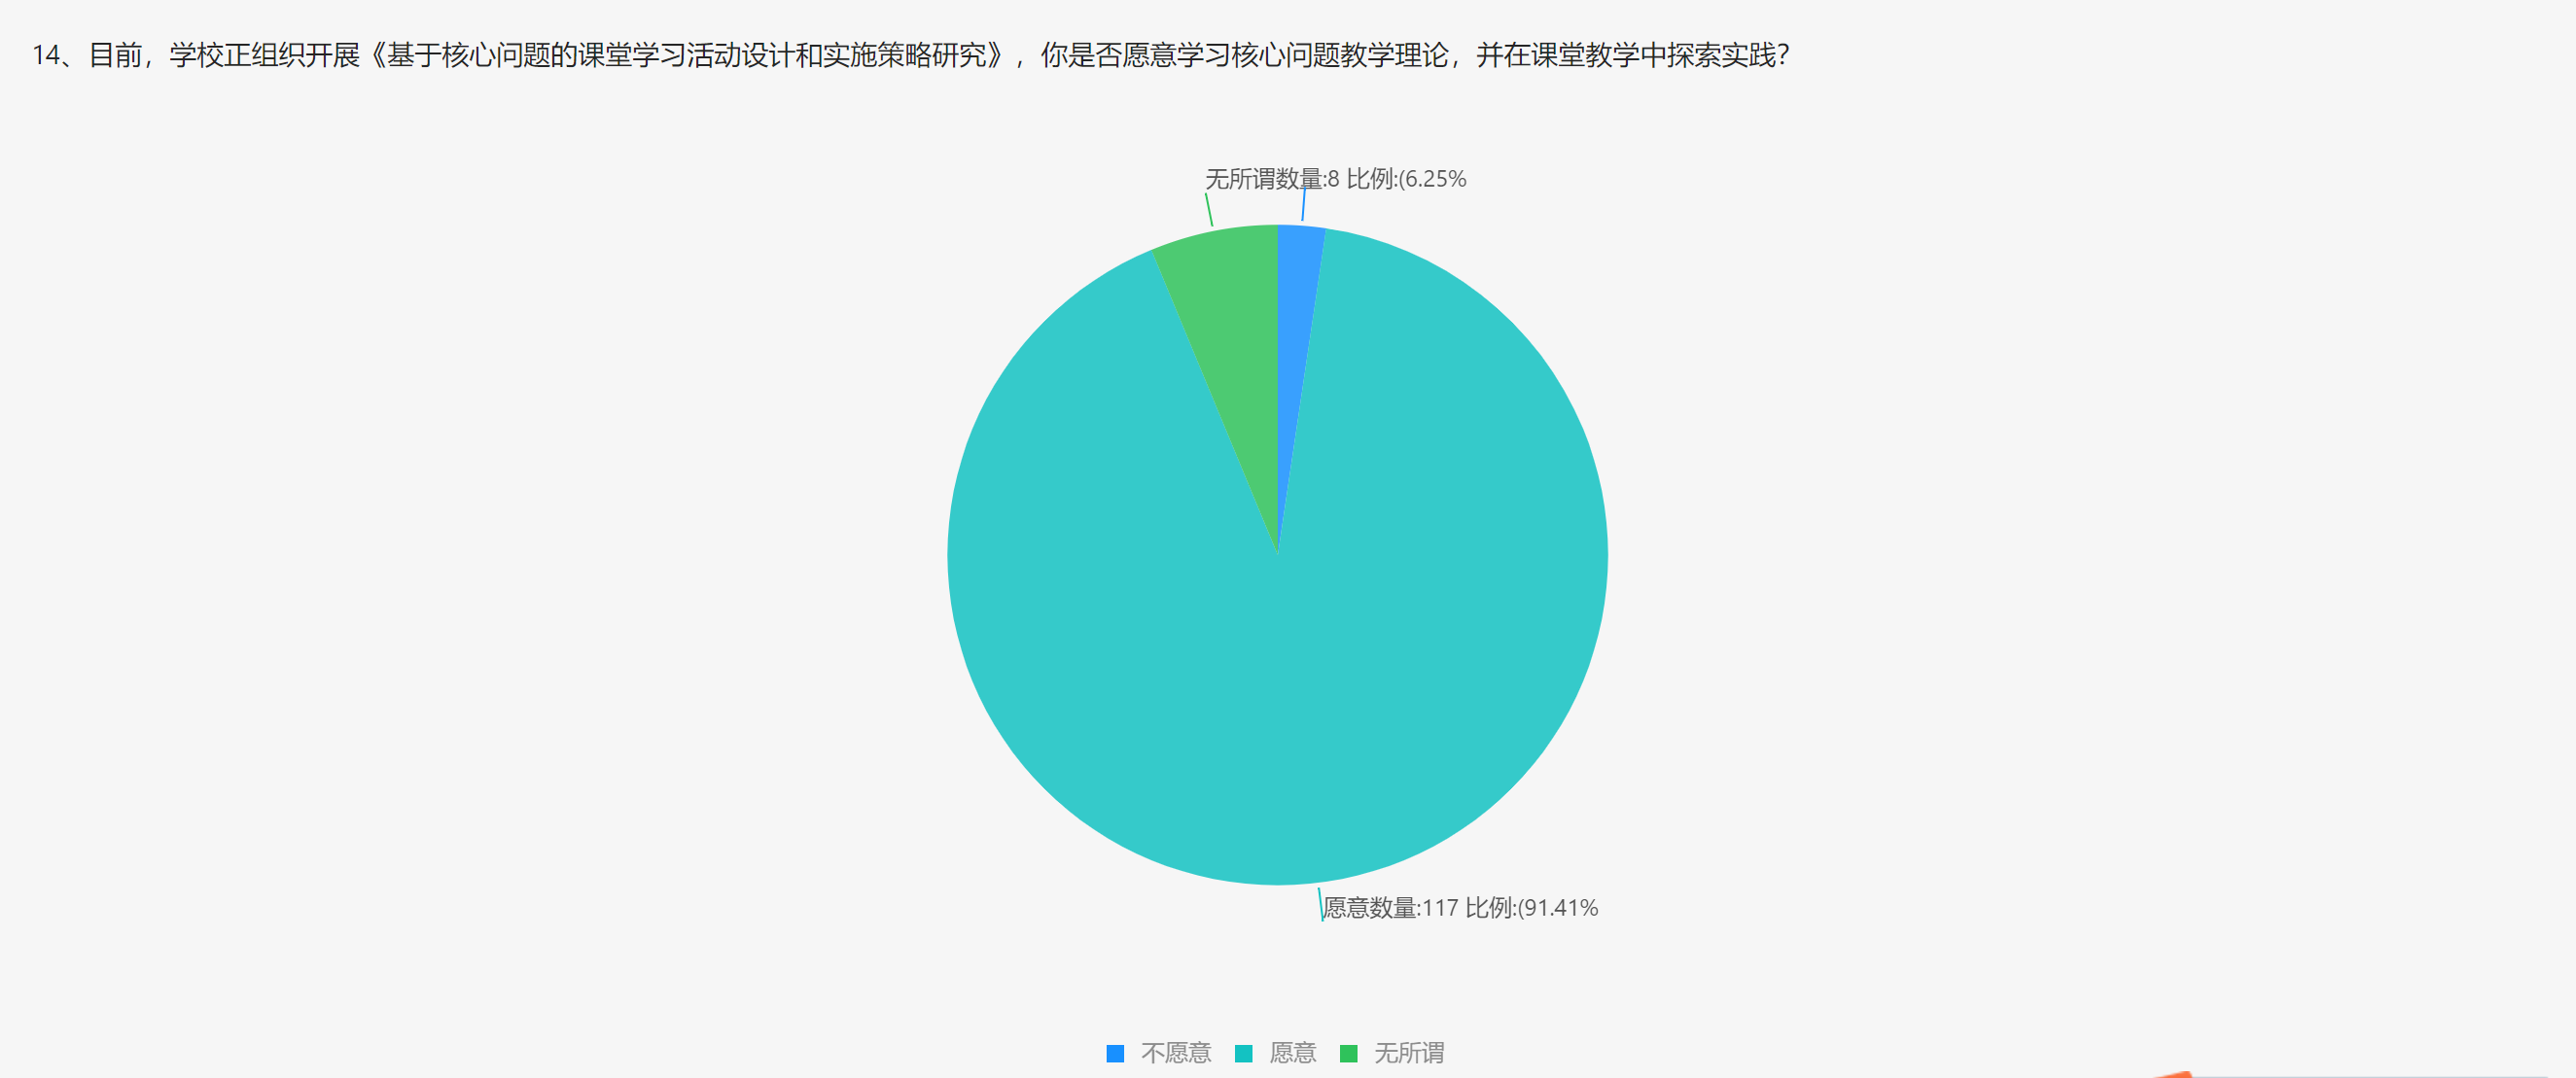 14、目前，学校正组织开展《基于核心问题的课堂学习活动设计和实施策略研究》，你是否愿意学习核心问题教学理论，并在课堂教学中探索实践？
无所谓数量:8 比例:(6.25%
愿意数量:117 比例:(91.41%
不愿意 愿意 无所谓